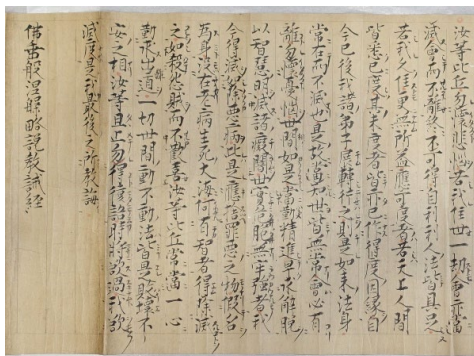 汝等比丘勿懷悲惱若我住世一劫會亦當
滅會而不離終不可得自利利人法皆具足
若我久住更無所益應可度者若天上人間
皆悉已度其未度者皆亦已作得度因縁自
今已後我諸弟子展轉行之則是如来法身
常在而不滅也是故當知世皆無常會必有
離勿懷憂惱世間如是當勤精進早求解脱
以智慧明滅諸癡闇世實危脆無牢強者我
今得滅如除惡病此是應捨罪惡之物假名
為身没在老病生死大海何有智者得除滅
之如殺怨賊而不歡喜汝等比丘常當一心
勤求出道一切世間動不動法皆是敗壞不
安之相汝等且止勿得復語時將欲過我欲
滅度是我最後之所教誨
佛垂般涅槃略説教誡経